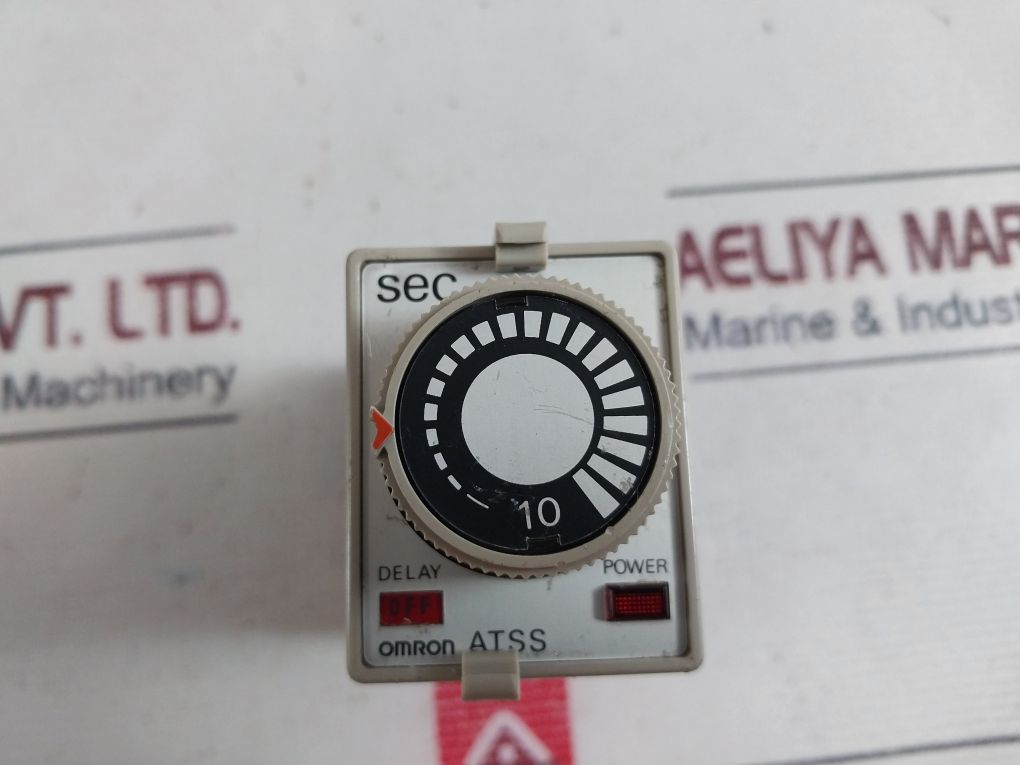 VT. LTD.
Machinery
AELIYA MAR
Marine & Indust
sec
10
DELAY
POWER
OFF
OMRON ATSS